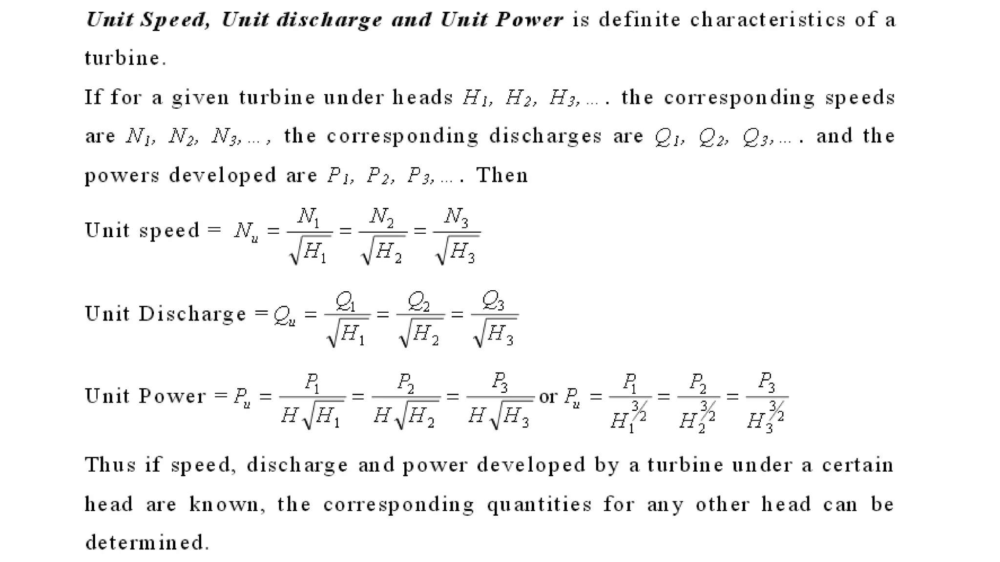 Unit Speed, Unit discharge and Unit Power is definite characteristics of a
turbine.
If for a given turbine under heads H₁, H₂, H₃, ... . the corresponding speeds
are N₁, N₂, N₃, ... , the corresponding discharges are Q₁, Q₂, Q₃, ... . and the
powers developed are P₁, P₂, P₃, ... . Then
Unit speed = N_u = N₁/√H₁ = N₂/√H₂ = N₃/√H₃
Unit Discharge = Q_u = Q₁/√H₁ = Q₂/√H₂ = Q₃/√H₃
Unit Power = P_u = P₁/(H√H₁) = P₂/(H√H₂) = P₃/(H√H₃) or P_u = P₁/H₁^(3/2) = P₂/H₂^(3/2) = P₃/H₃^(3/2)
Thus if speed, discharge and power developed by a turbine under a certain
head are known, the corresponding quantities for any other head can be
determined.